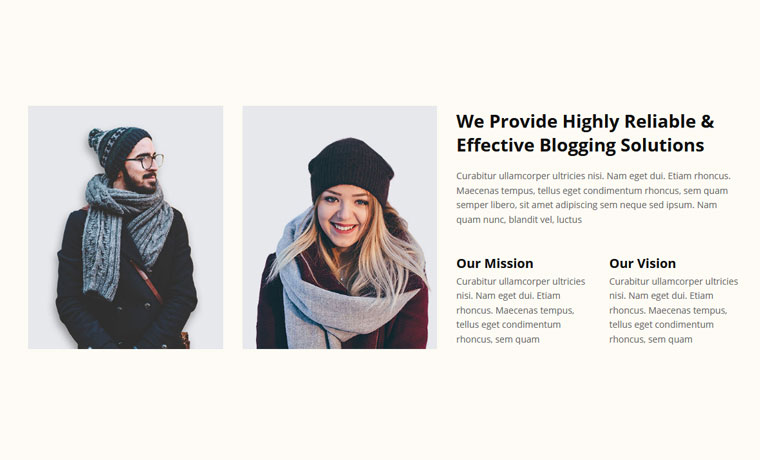 We Provide Highly Reliable &
Effective Blogging Solutions
Curabitur ullamcorper ultricies nisi. Nam eget dui. Etiam rhoncus.
Maecenas tempus, tellus eget condimentum rhoncus, sem quam
semper libero, sit amet adipiscing sem neque sed ipsum. Nam
quam nunc, blandit vel, luctus
Our Mission
Curabitur ullamcorper ultricies
nisi. Nam eget dui. Etiam
rhoncus. Maecenas tempus,
tellus eget condimentum
rhoncus, sem quam
Our Vision
Curabitur ullamcorper ultricies
nisi. Nam eget dui. Etiam
rhoncus. Maecenas tempus,
tellus eget condimentum
rhoncus, sem quam